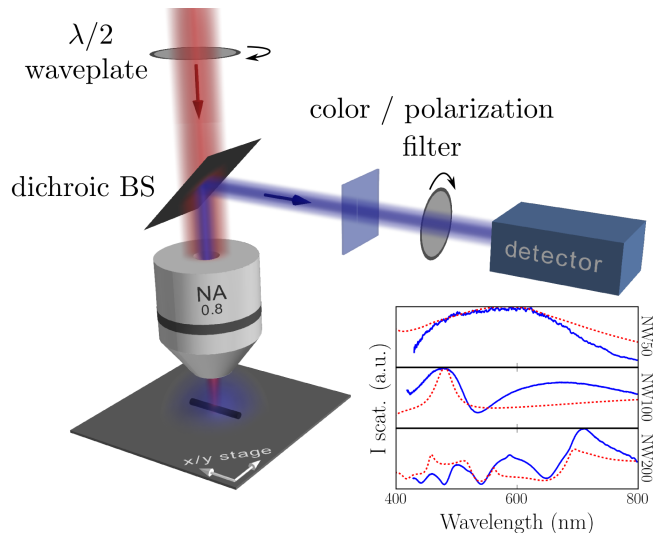 λ/2
waveplate
color / polarization
filter
dichroic BS
detector
NA
0.8
x/y stage
I scat. (a.u.)
NW50
NW100
NW200
400
600
800
Wavelength (nm)